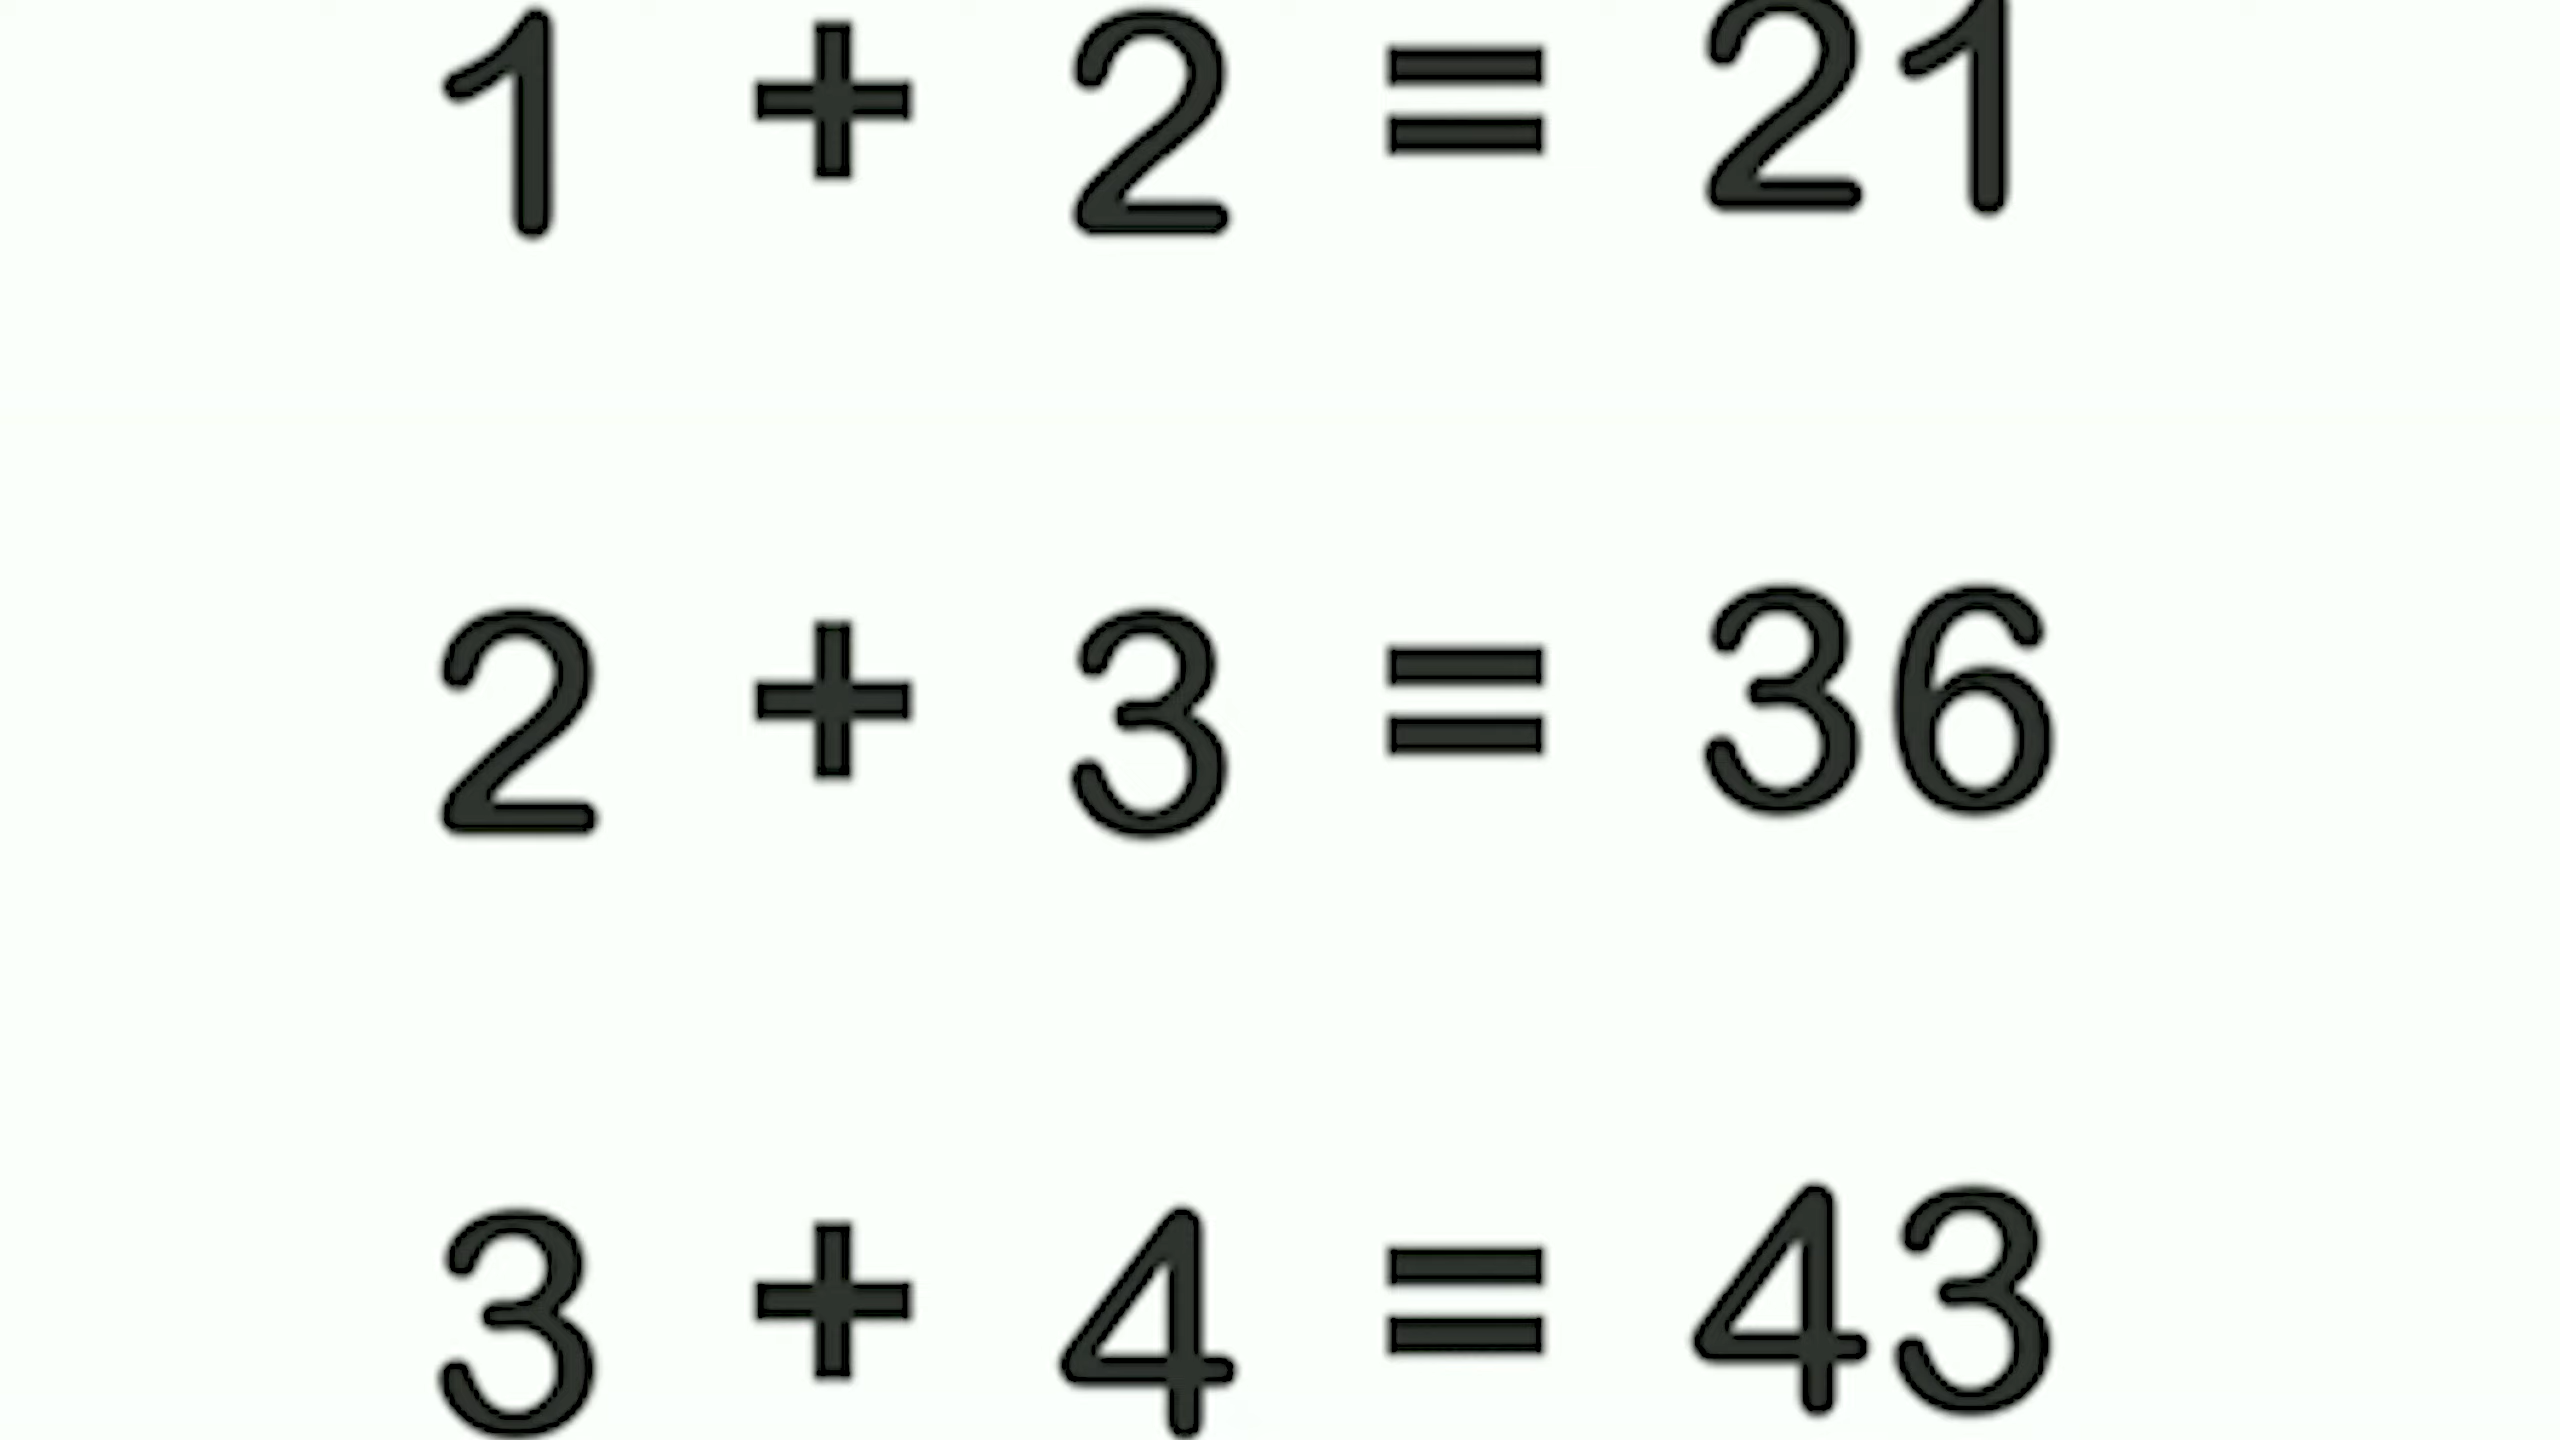 1 + 2 = 21
2 + 3 = 36
3 + 4 = 43